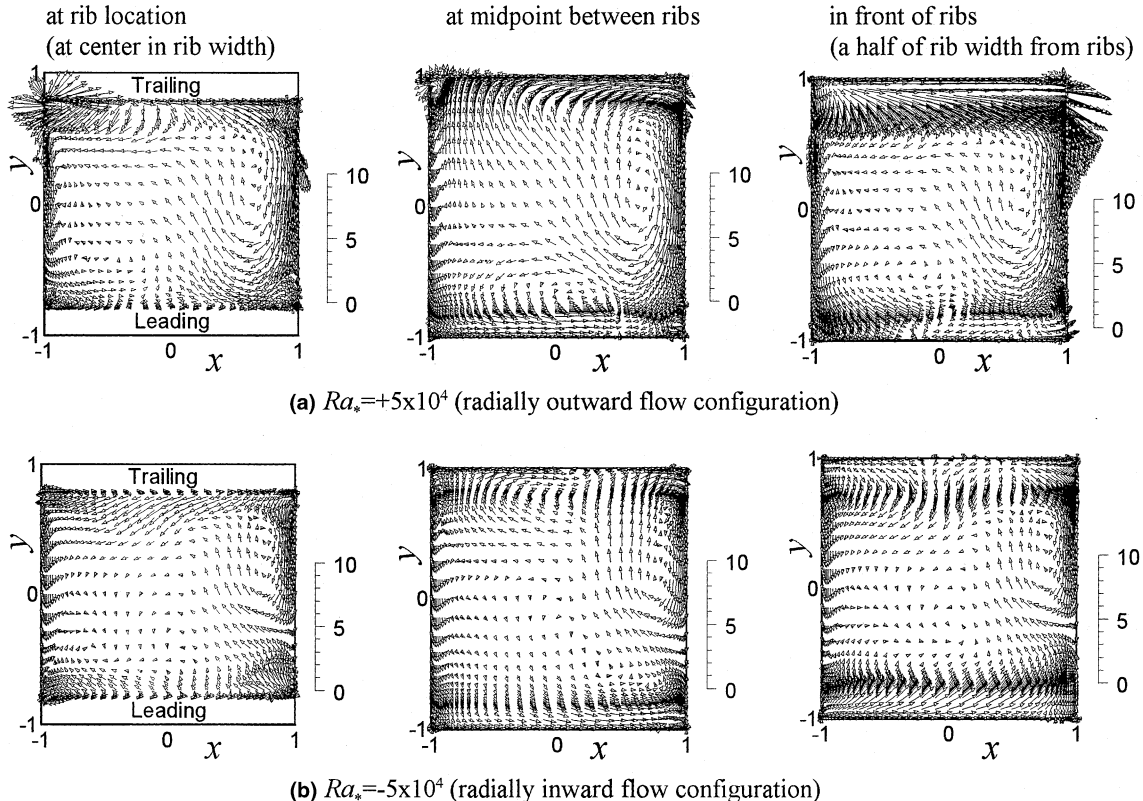 at rib location
(at center in rib width)
at midpoint between ribs
in front of ribs
(a half of rib width from ribs)
1
Trailing
y
0
Leading
-1
-1
0
1
x
10
5
0
1
y
0
-1
-1
0
1
x
10
5
0
1
y
0
-1
-1
0
1
x
10
5
0
(a) Ra*=+5x10⁴ (radially outward flow configuration)
1
Trailing
y
0
Leading
-1
-1
0
1
x
10
5
0
1
y
0
-1
-1
0
1
x
10
5
0
1
y
0
-1
-1
0
1
x
10
5
0
(b) Ra*=-5x10⁴ (radially inward flow configuration)